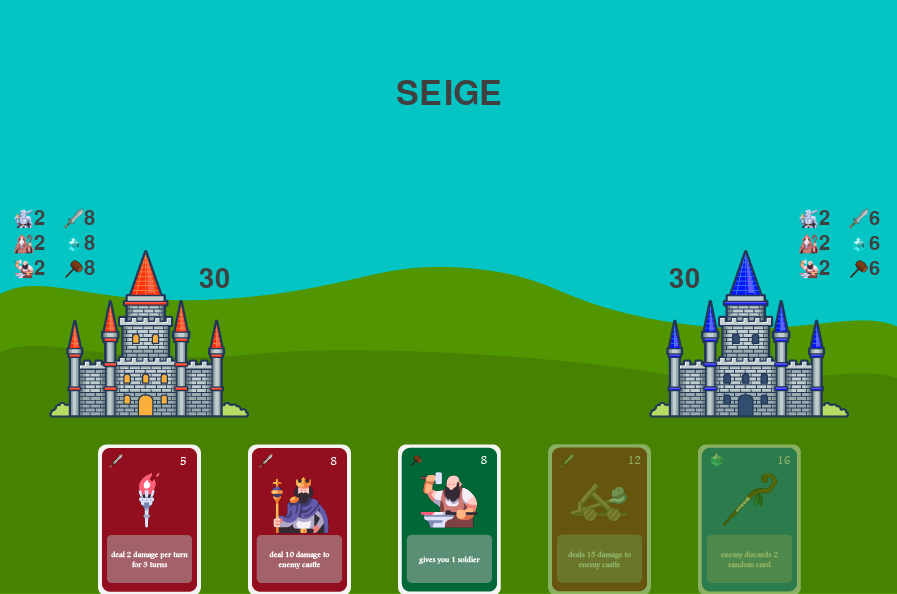 SEIGE
2 8
2 8
2 8
30
2 6
2 6
2 6
30
5
deal 2 damage per turn
for 3 turns
8
deal 10 damage to
enemy castle
8
gives you 1 soldier
12
deals 15 damage to
enemy castle
16
enemy discards 2
random card